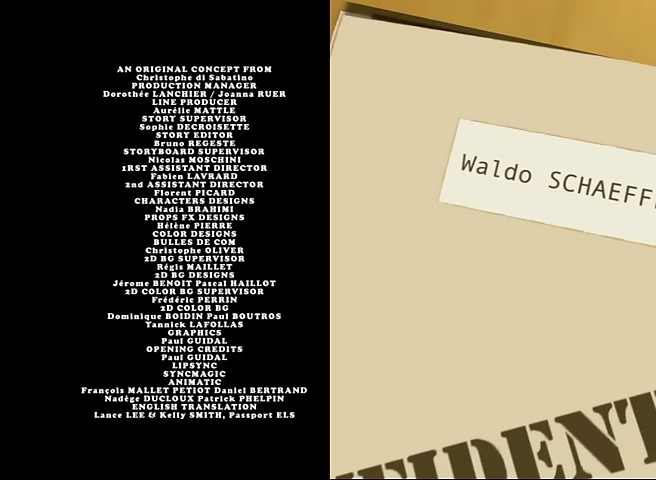 AN ORIGINAL CONCEPT FROM
Christophe di Sabatino
PRODUCTION MANAGER
Dorothée LANCHIER / Joanna RUER
LINE PRODUCER
Aurélie MATTLE
STORY SUPERVISOR
Sophie DECROISETTE
STORY EDITOR
Bruno REGESTE
STORYBOARD SUPERVISOR
Nicolas MOSCHINI
1RST ASSISTANT DIRECTOR
Fabien LAVRARD
2nd ASSISTANT DIRECTOR
Florent PICARD
CHARACTERS DESIGNS
Nadia BRAHIMI
PROPS FX DESIGNS
Hélène PIERRE
COLOR DESIGNS
BULLES DE COM
Christophe OLIVER
2D BG SUPERVISOR
Régis MAILLET
2D BG DESIGNS
Jérome BENOIT Pascal HAILLOT
2D COLOR BG SUPERVISOR
Frédéric PERRIN
2D COLOR BG
Dominique BOIDIN Paul BOUTROS
Yannick LAFOLLAS
GRAPHICS
Paul GUIDAL
OPENING CREDITS
Paul GUIDAL
LIPSYNC
SYNCMAGIC
ANIMATIC
François MALLET PETIOT Daniel BERTRAND
Nadège DUCLOUX Patrick PHELPIN
ENGLISH TRANSLATION
Lance LEE & Kelly SMITH, Passport ELS
Waldo SCHAEFF
FIDENT